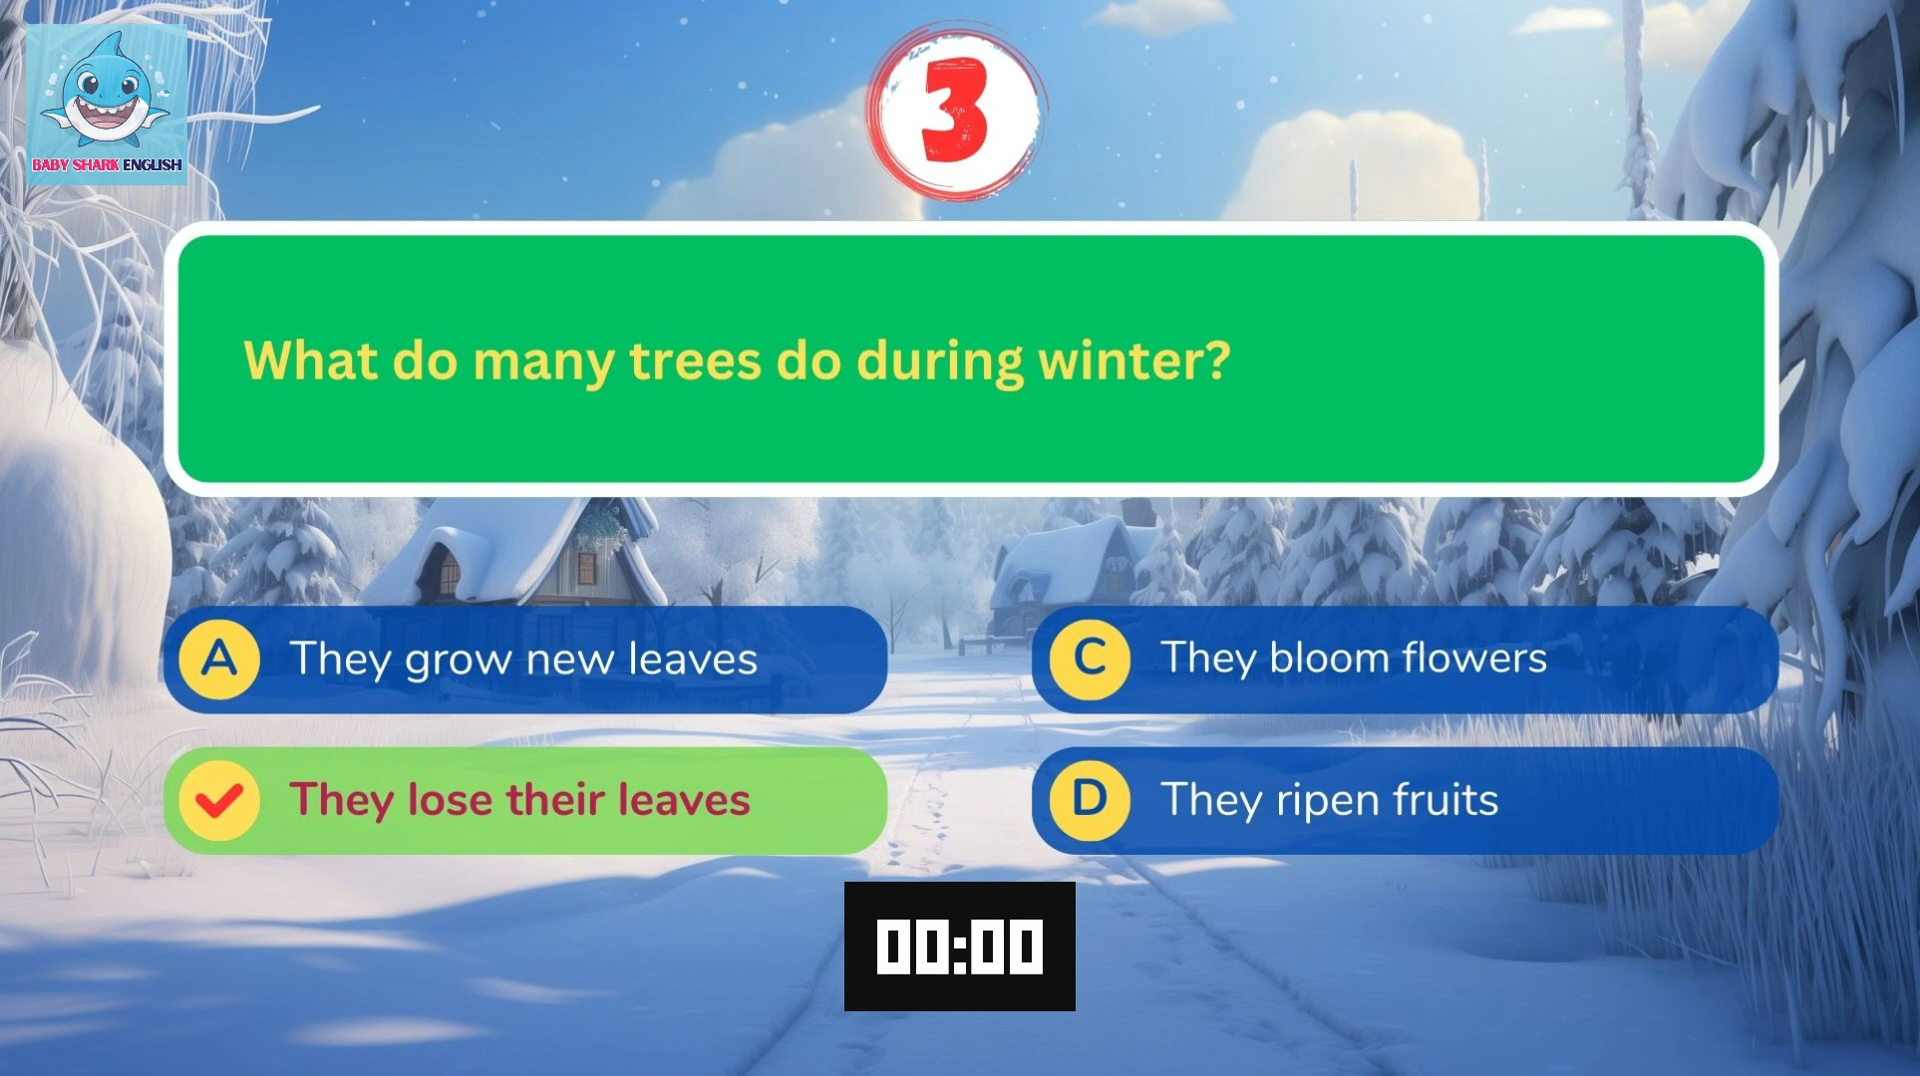 BABY SHARK ENGLISH
3
What do many trees do during winter?
A They grow new leaves
They lose their leaves
C They bloom flowers
D They ripen fruits
00:00